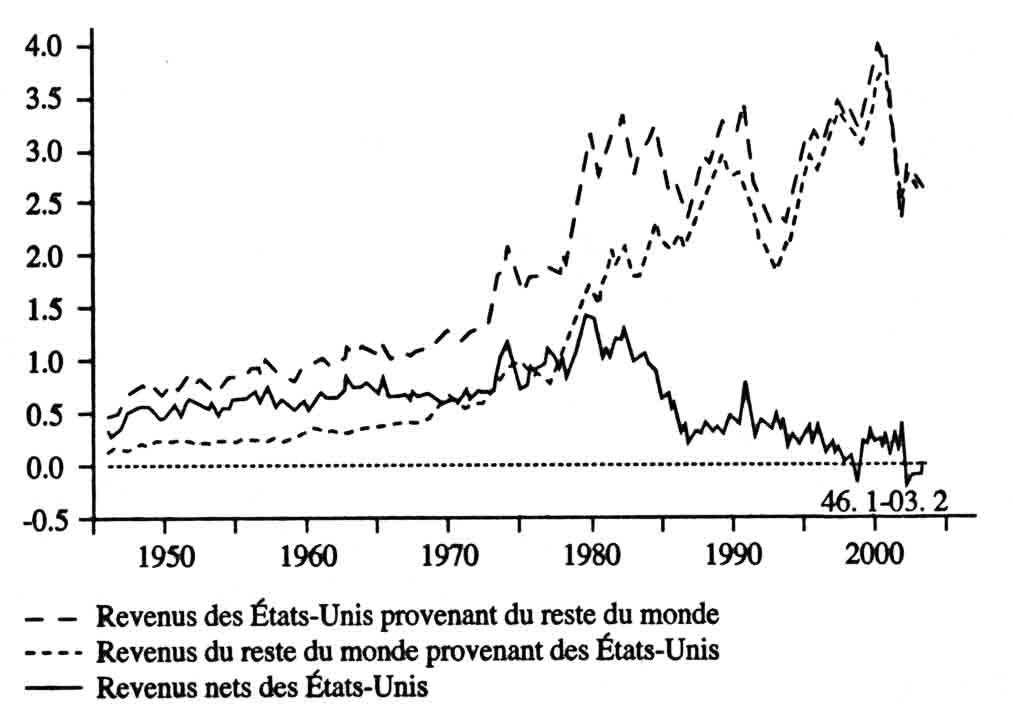 4.0
3.5
3.0
2.5
2.0
1.5
1.0
0.5
0.0
-0.5
46. 1-03. 2
1950 1960 1970 1980 1990 2000
Revenus des États-Unis provenant du reste du monde
Revenus du reste du monde provenant des États-Unis
Revenus nets des États-Unis